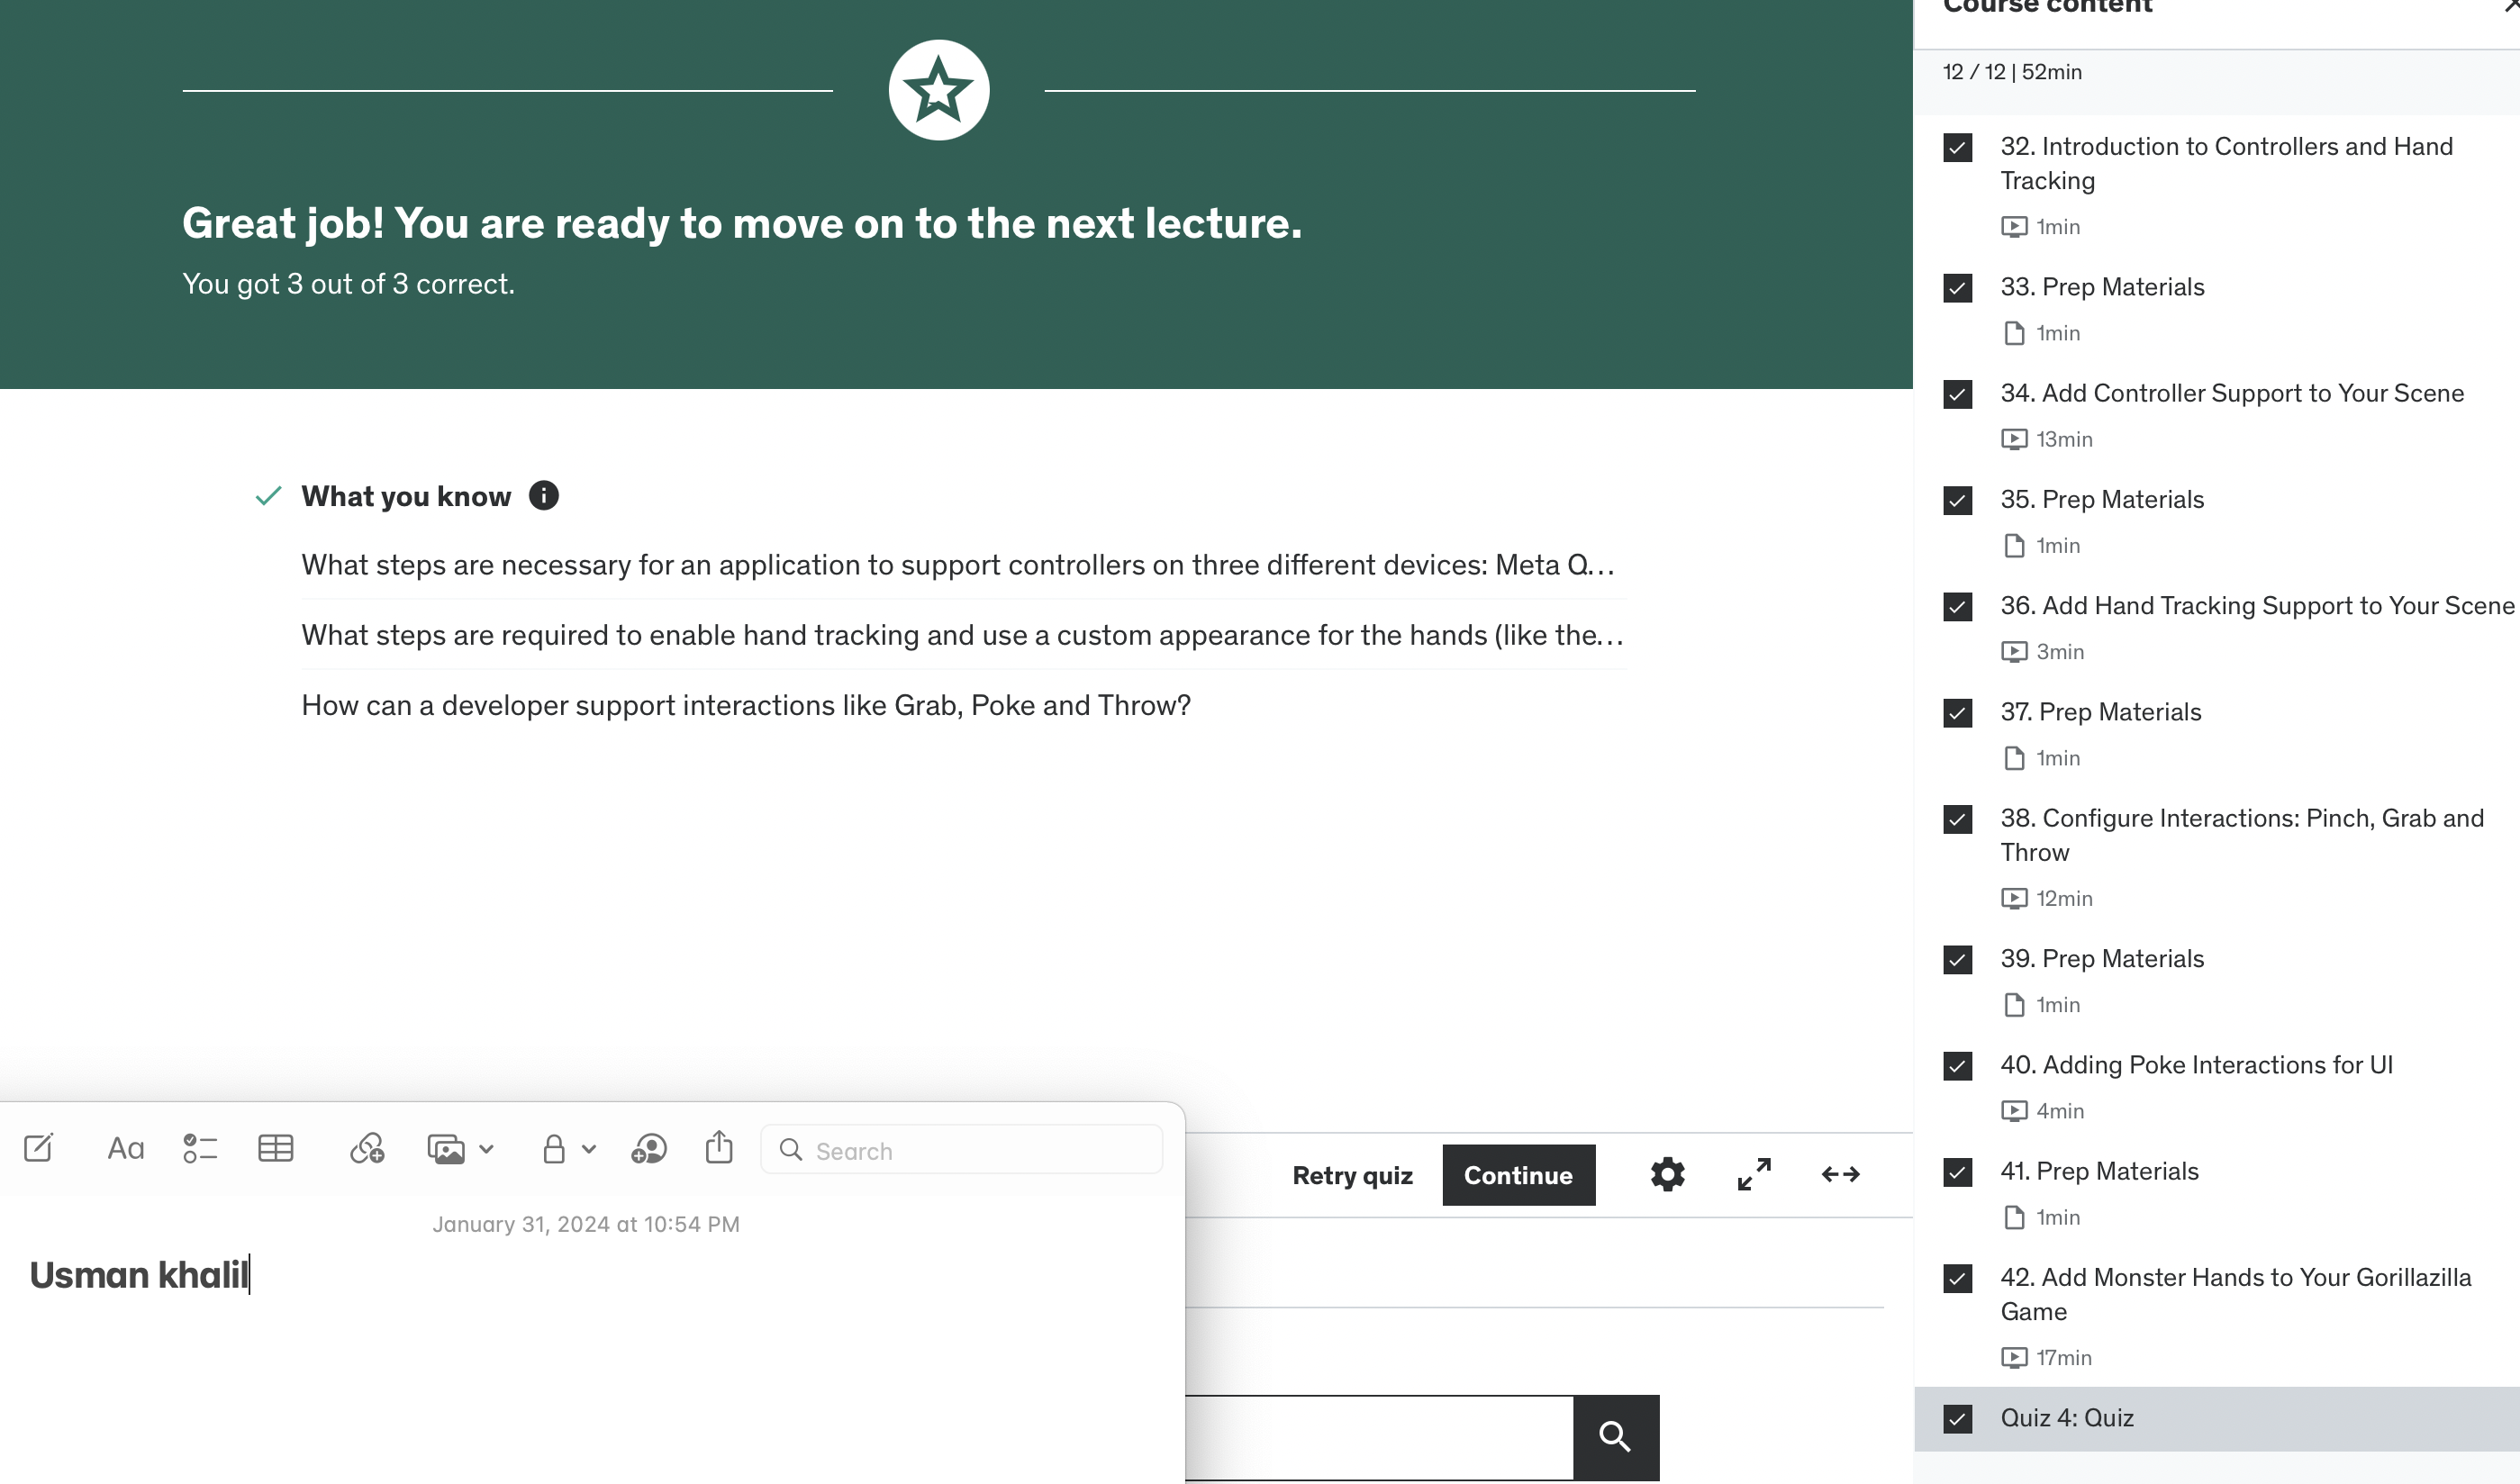 Great job! You are ready to move on to the next lecture.
You got 3 out of 3 correct.
What you know
What steps are necessary for an application to support controllers on three different devices: Meta Q...
What steps are required to enable hand tracking and use a custom appearance for the hands (like the...
How can a developer support interactions like Grab, Poke and Throw?
Aa
Search
January 31, 2024 at 10:54 PM
Usman khalil
Retry quiz
Continue
Course content
12 / 12 | 52min
32. Introduction to Controllers and Hand
Tracking
1min
33. Prep Materials
1min
34. Add Controller Support to Your Scene
13min
35. Prep Materials
1min
36. Add Hand Tracking Support to Your Scene
3min
37. Prep Materials
1min
38. Configure Interactions: Pinch, Grab and
Throw
12min
39. Prep Materials
1min
40. Adding Poke Interactions for UI
4min
41. Prep Materials
1min
42. Add Monster Hands to Your Gorillazilla
Game
17min
Quiz 4: Quiz